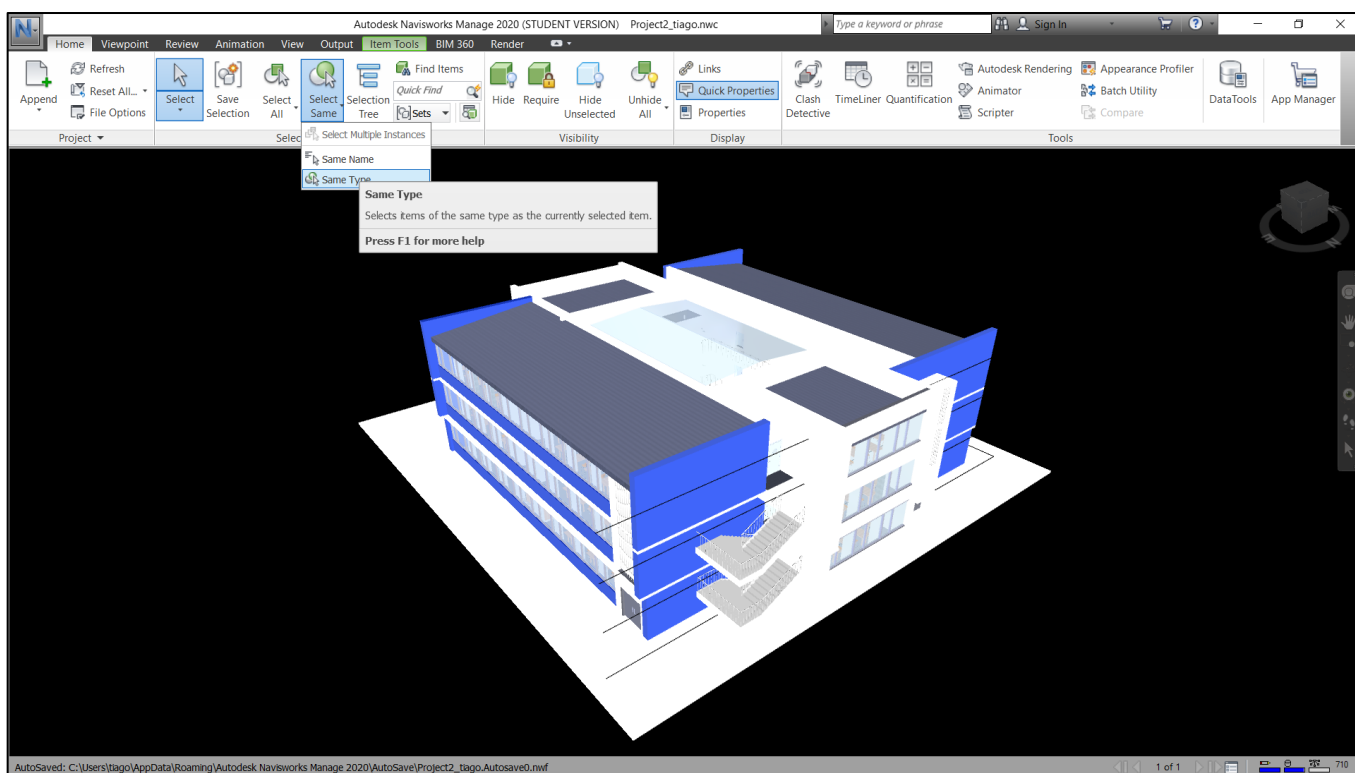 Autodesk Navisworks Manage 2020 (STUDENT VERSION) Project2_tiago.nwc
Type a keyword or phrase
Sign In
Home Viewpoint Review Animation View Output Item Tools BIM 360 Render
Append
Refresh
Reset All...
File Options
Project
Select
Save Selection
Select All
Select Same
Selection Tree
Find Items
Quick Find
Sets
Selec
Hide
Require
Hide Unselected
Unhide All
Visibility
Links
Quick Properties
Properties
Display
Clash Detective
TimeLiner
Quantification
Autodesk Rendering
Animator
Scripter
Appearance Profiler
Batch Utility
Compare
Tools
DataTools
App Manager
Select Multiple Instances
Same Name
Same Type
Same Type
Selects items of the same type as the currently selected item.
Press F1 for more help
AutoSaved: C:\Users\tiago\AppData\Roaming\Autodesk Navisworks Manage 2020\AutoSave\Project2_tiago.Autosave0.nwf
1 of 1
710